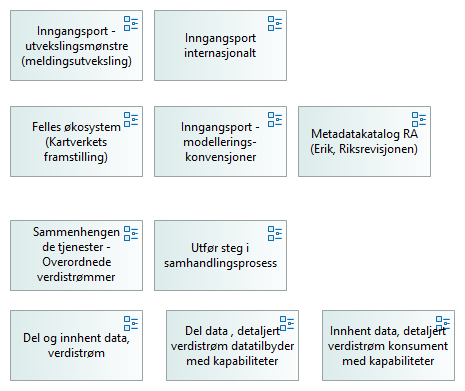 Inngangsport -
utvekslingsmønstre
(meldingsutveksling)
Inngangsport
internasjonalt
Felles økosystem
(Kartverkets
framstilling)
Inngangsport -
modellerings-
konvensjoner
Metadatakatalog RA
(Erik, Riksrevisjonen)
Sammenhengen
de tjenester -
Overordnede
verdistrømmer
Utfør steg i
samhandlingsprosess
Del og innhent data,
verdistrøm
Del data , detaljert
verdistrøm datatilbyder
med kapabiliteter
Innhent data, detaljert
verdistrøm konsument
med kapabiliteter